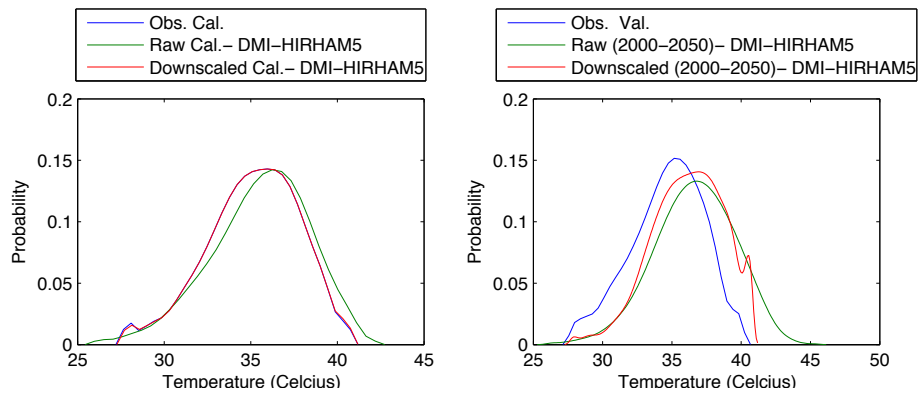 Obs. Cal.
Raw Cal.− DMI−HIRHAM5
Downscaled Cal.− DMI−HIRHAM5
0.2
0.15
0.1
0.05
0
Probability
25 30 35 40 45
Temperature (Celcius)
Obs. Val.
Raw (2000−2050)− DMI−HIRHAM5
Downscaled (2000−2050)− DMI−HIRHAM5
0.2
0.15
0.1
0.05
0
Probability
25 30 35 40 45 50
Temperature (Celcius)